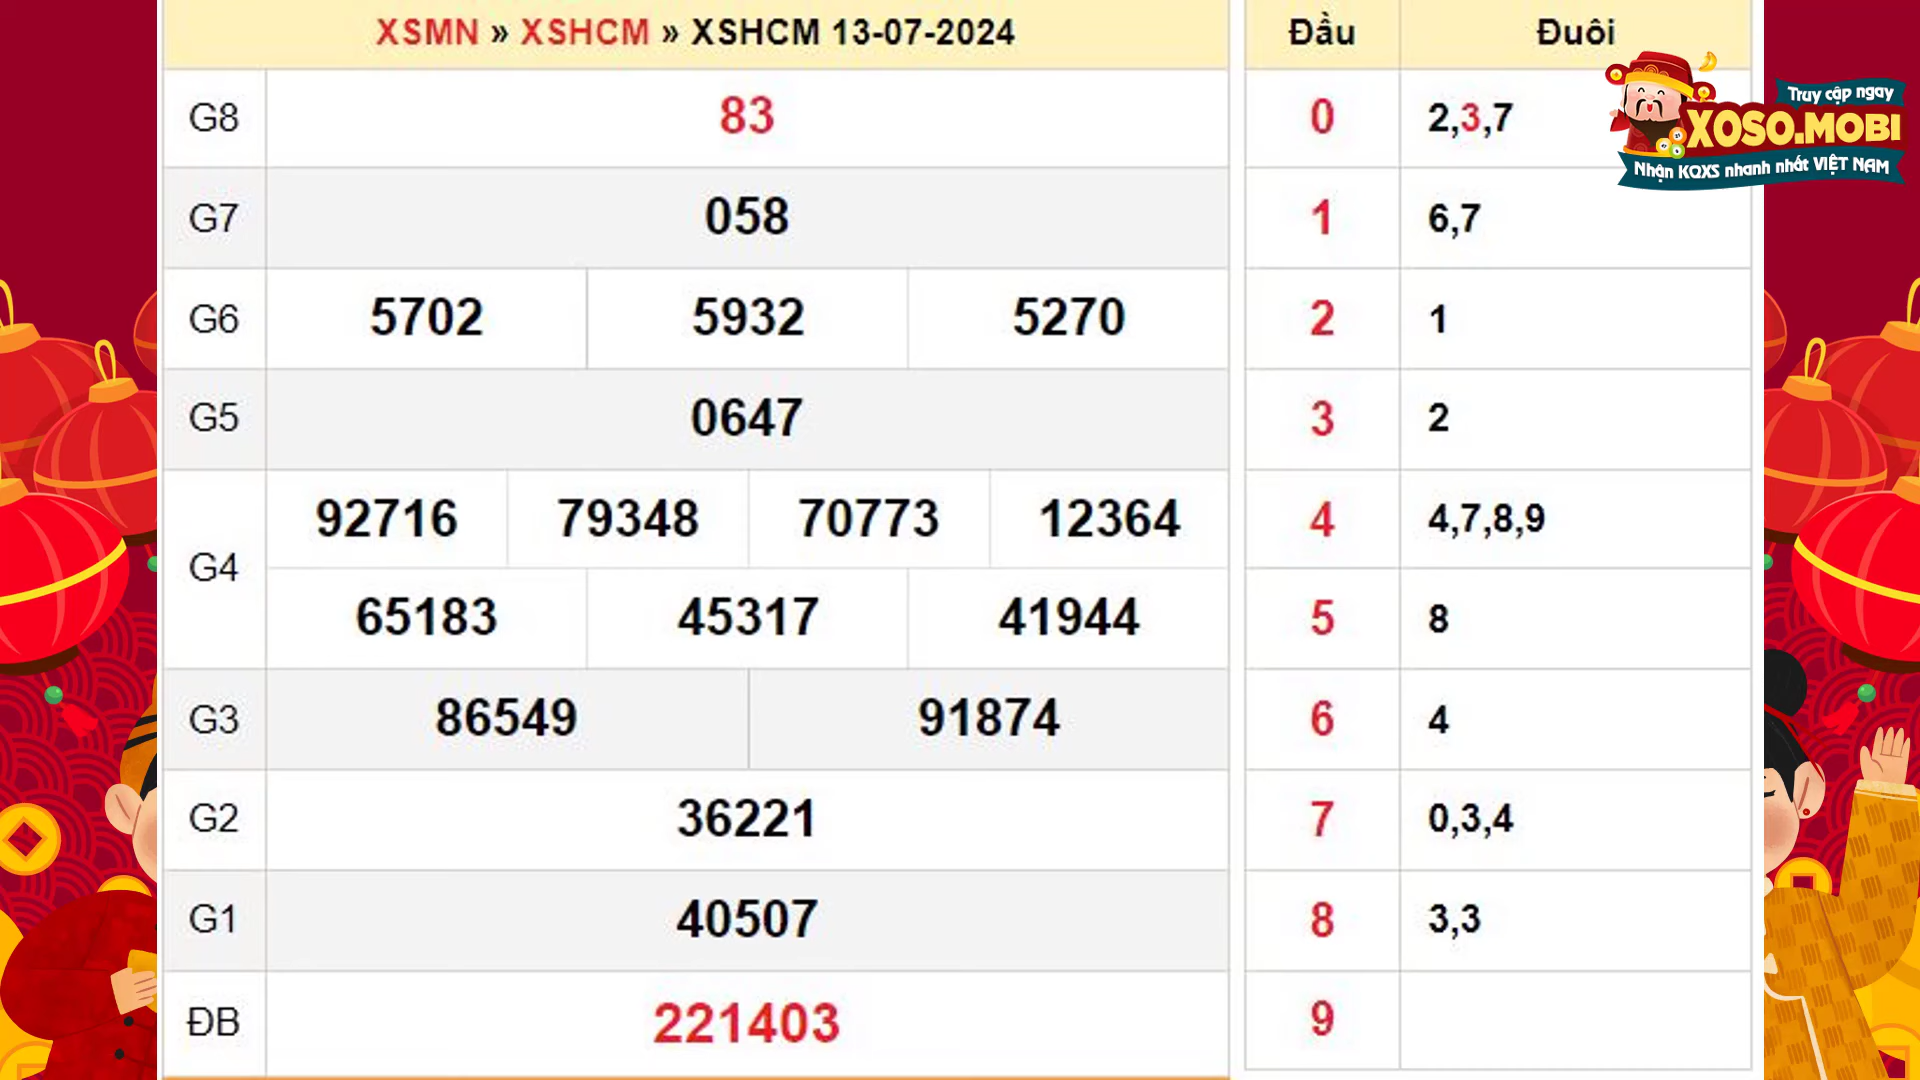 XSMN » XSHCM » XSHCM 13-07-2024
G8 83
G7 058
G6 5702 5932 5270
G5 0647
G4 92716 79348 70773 12364
65183 45317 41944
G3 86549 91874
G2 36221
G1 40507
ĐB 221403
Đầu Đuôi
0 2,3,7
1 6,7
2 1
3 2
4 4,7,8,9
5 8
6 4
7 0,3,4
8 3,3
9
Truy cập ngay
XOSO.MOBI
Nhận KQXS nhanh nhất VIỆT NAM